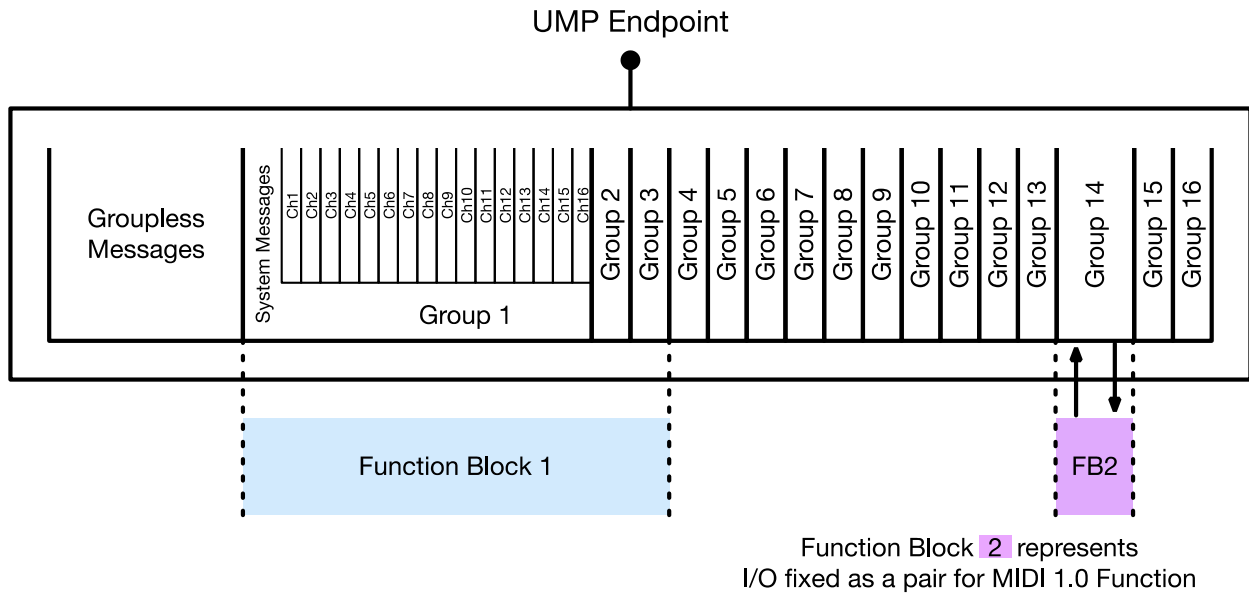 UMP Endpoint
Groupless
Messages
System Messages
Ch1
Ch2
Ch3
Ch4
Ch5
Ch6
Ch7
Ch8
Ch9
Ch10
Ch11
Ch12
Ch13
Ch14
Ch15
Ch16
Group 1
Group 2
Group 3
Group 4
Group 5
Group 6
Group 7
Group 8
Group 9
Group 10
Group 11
Group 12
Group 13
Group 14
Group 15
Group 16
Function Block 1
FB2
Function Block 2 represents
I/O fixed as a pair for MIDI 1.0 Function